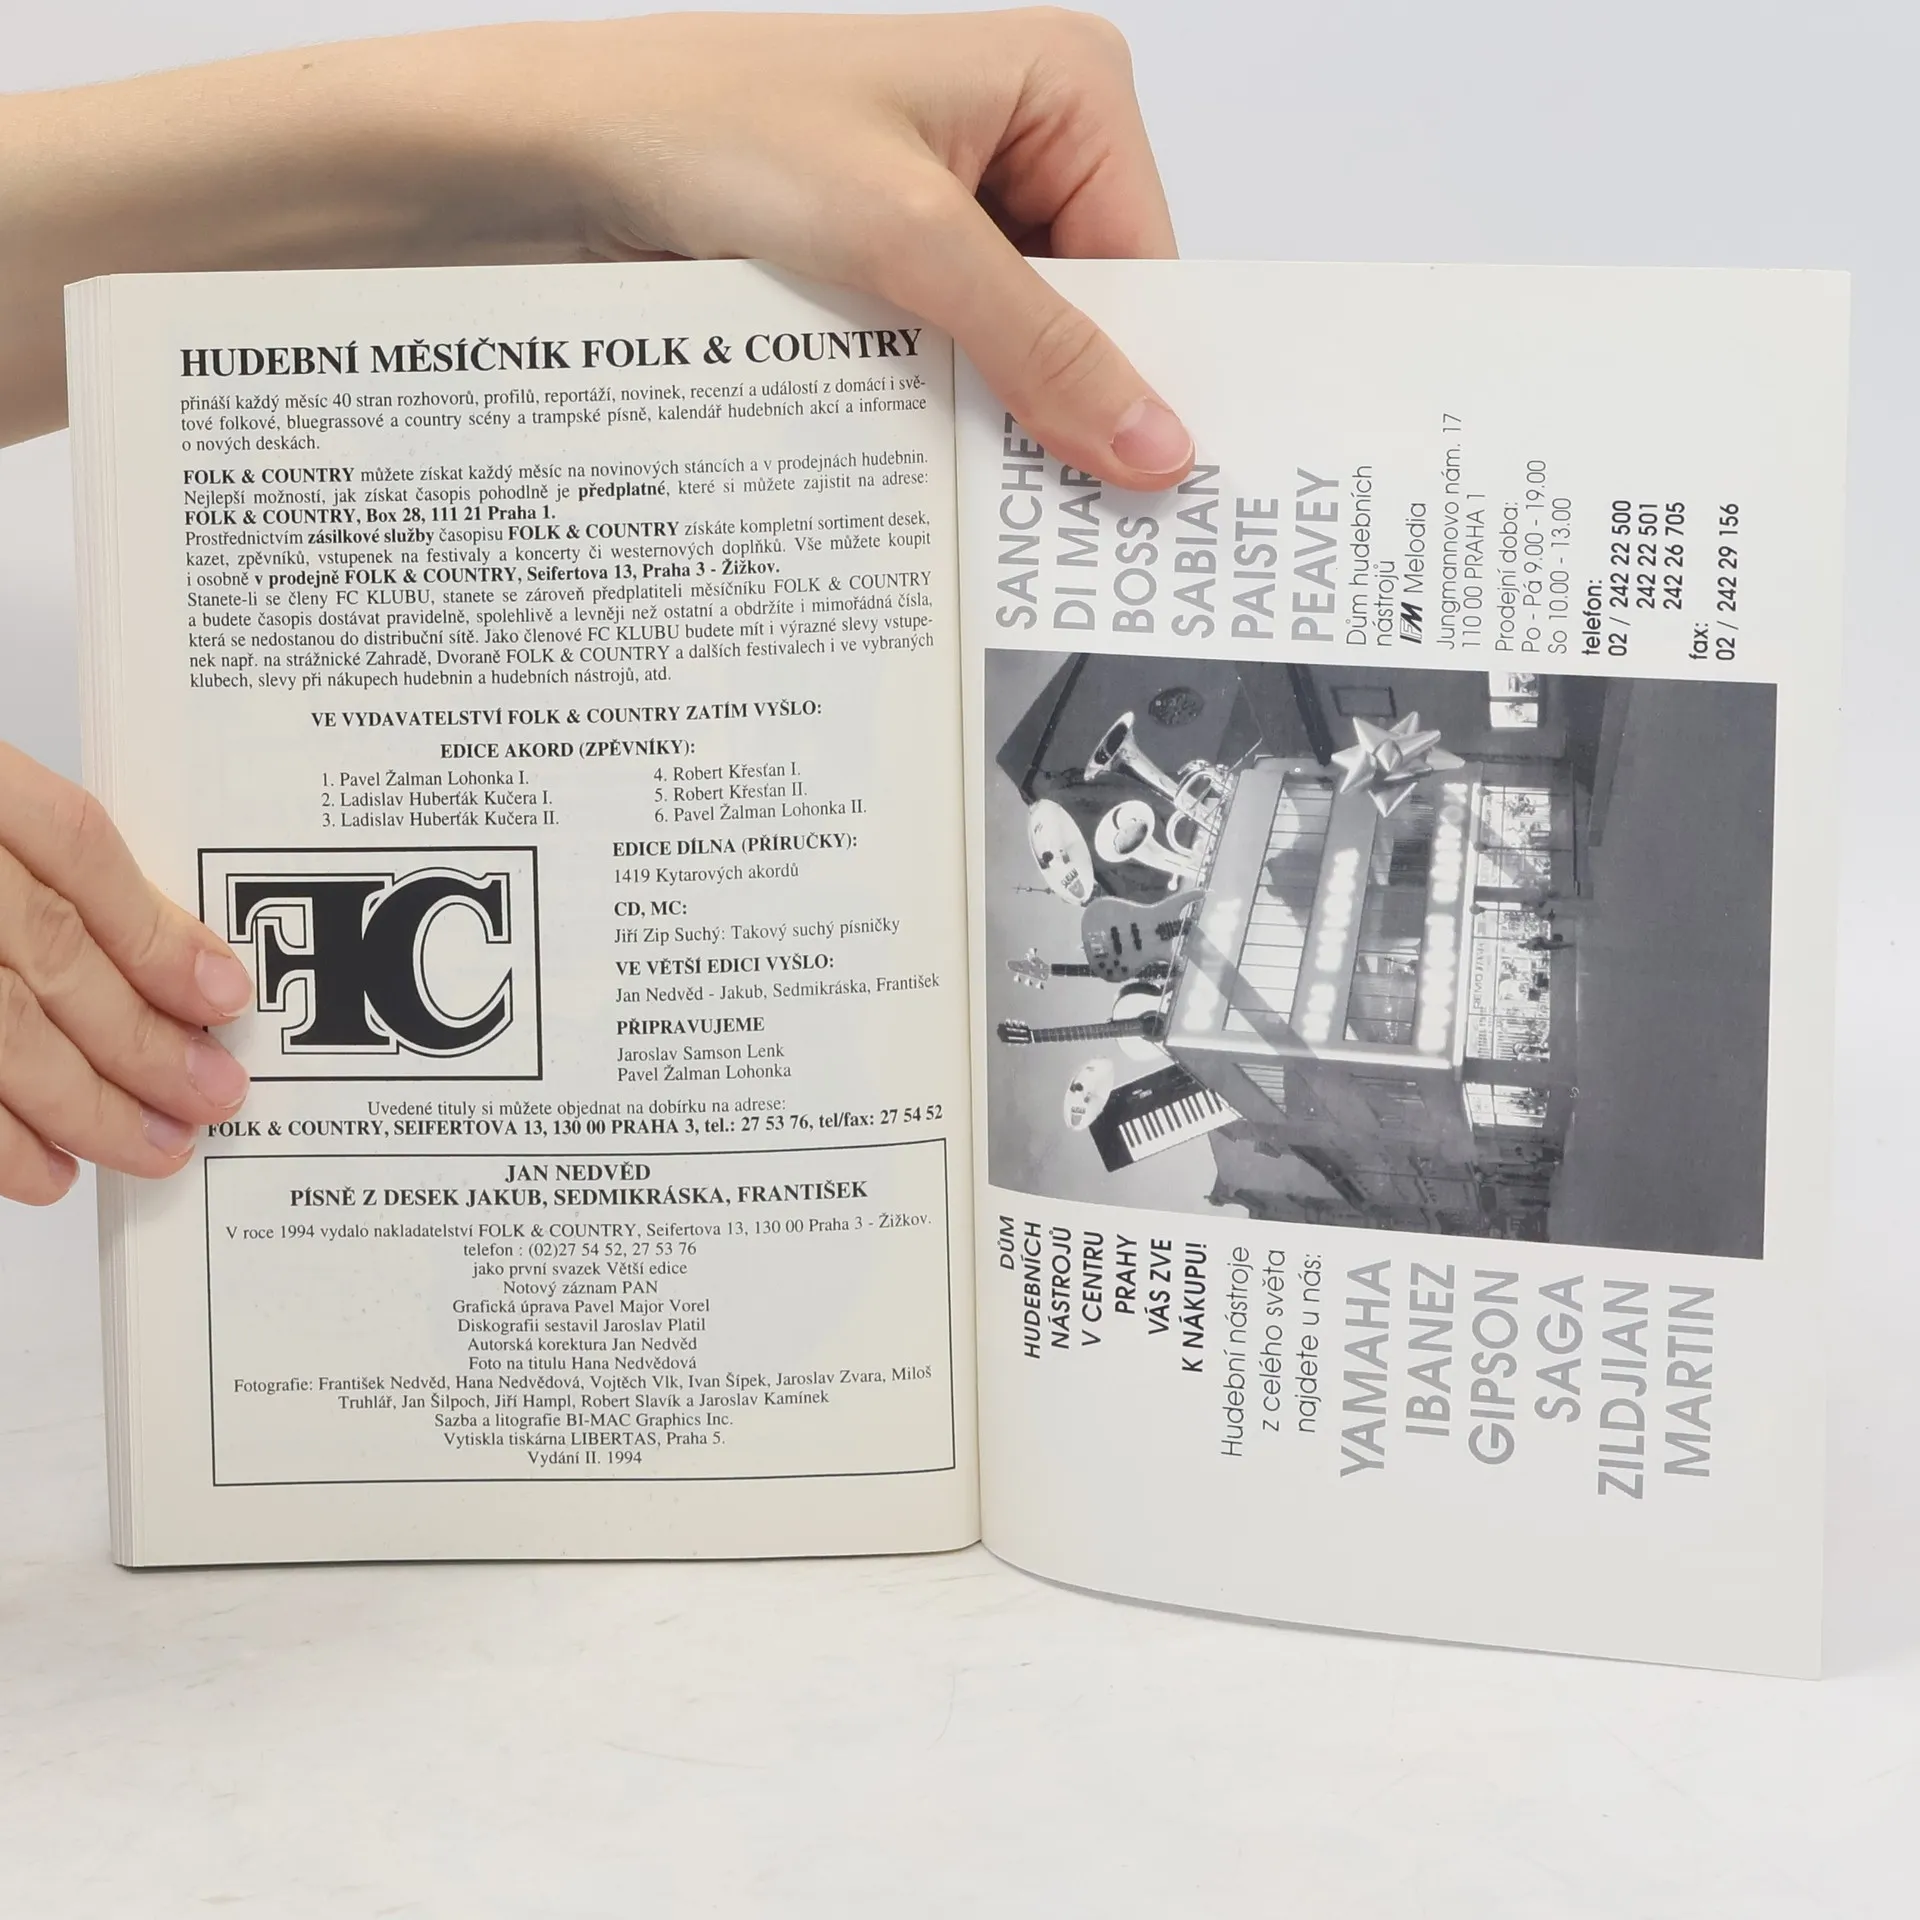 HUDEBNÍ MĚSÍČNÍK FOLK & COUNTRY
přináší každý měsíc 40 stran rozhovorů, profilů, reportáží, novinek, recenzí a událostí z domácí i svě-
tové folkové, bluegrassové a country scény a trampské písně, kalendář hudebních akcí a informace
o nových deskách.
FOLK & COUNTRY můžete získat každý měsíc na novinových stáncích a v prodejnách hudebnin.
Nejlepší možností, jak získat časopis pohodlně je předplatné, které si můžete zajistit na adrese:
FOLK & COUNTRY, Box 28, 111 21 Praha 1.
Prostřednictvím zásilkové služby časopisu FOLK & COUNTRY získáte kompletní sortiment desek,
kazet, zpěvníků, vstupenek na festivaly a koncerty či westernových doplňků. Vše můžete koupit
i osobně v prodejně FOLK & COUNTRY, Seifertova 13, Praha 3 - Žižkov.
Stanete-li se členy FC KLUBU, stanete se zároveň předplatiteli měsíčníku FOLK & COUNTRY
a budete časopis dostávat pravidelně, spolehlivě a levněji než ostatní a obdržíte i mimořádná čísla,
která se nedostanou do distribuční sítě. Jako členové FC KLUBU budete mít i výrazné slevy vstupe-
nek např. na strážnické Zahradě, Dvoraně FOLK & COUNTRY a dalších festivalech i ve vybraných
klubech, slevy při nákupech hudebnin a hudebních nástrojů, atd.
VE VYDAVATELSTVÍ FOLK & COUNTRY ZATÍM VYŠLO:
EDICE AKORD (ZPĚVNÍKY):
1. Pavel Žalman Lohonka I.
2. Ladislav Huberťák Kučera I.
3. Ladislav Huberťák Kučera II.
4. Robert Křesťan I.
5. Robert Křesťan II.
6. Pavel Žalman Lohonka II.
FC
EDICE DÍLNA (PŘÍRUČKY):
1419 Kytarových akordů
CD, MC:
Jiří Zip Suchý: Takový suchý písničky
VE VĚTŠÍ EDICI VYŠLO:
Jan Nedvěd - Jakub, Sedmikráska, František
PŘIPRAVUJEME
Jaroslav Samson Lenk
Pavel Žalman Lohonka
Uvedené tituly si můžete objednat na dobírku na adrese:
FOLK & COUNTRY, SEIFERTOVA 13, 130 00 PRAHA 3, tel.: 27 53 76, tel/fax: 27 54 52
JAN NEDVĚD
PÍSNĚ Z DESEK JAKUB, SEDMIKRÁSKA, FRANTIŠEK
V roce 1994 vydalo nakladatelství FOLK & COUNTRY, Seifertova 13, 130 00 Praha 3 - Žižkov.
telefon : (02)27 54 52, 27 53 76
jako první svazek Větší edice
Notový záznam PAN
Grafická úprava Pavel Major Vorel
Diskografii sestavil Jaroslav Platil
Autorská korektura Jan Nedvěd
Foto na titulu Hana Nedvědová
Fotografie: František Nedvěd, Hana Nedvědová, Vojtěch Vlk, Ivan Šípek, Jaroslav Zvara, Miloš
Truhlář, Jan Šilpoch, Jiří Hampl, Robert Slavík a Jaroslav Kamínek
Sazba a litografie BI-MAC Graphics Inc.
Vytiskla tiskárna LIBERTAS, Praha 5.
Vydání II. 1994
DŮM
HUDEBNÍCH
NÁSTROJŮ
V CENTRU
PRAHY
VÁS ZVE
K NÁKUPU!
Hudební nástroje
z celého světa
najdete u nás:
YAMAHA
IBANEZ
GIPSON
SAGA
ZILDJIAN
MARTIN
SANCHEZ
DI MAR
BOSS
SABIAN
PAISTE
PEAVEY
Dům hudebních
nástrojů
Melodia
Jungmannovo nám. 17
110 00 PRAHA 1
Prodejní doba:
Po - Pá 9.00 - 19.00
So 10.00 - 13.00
telefon:
02 / 242 22 500
242 22 501
242 26 705
fax:
02 / 242 29 156